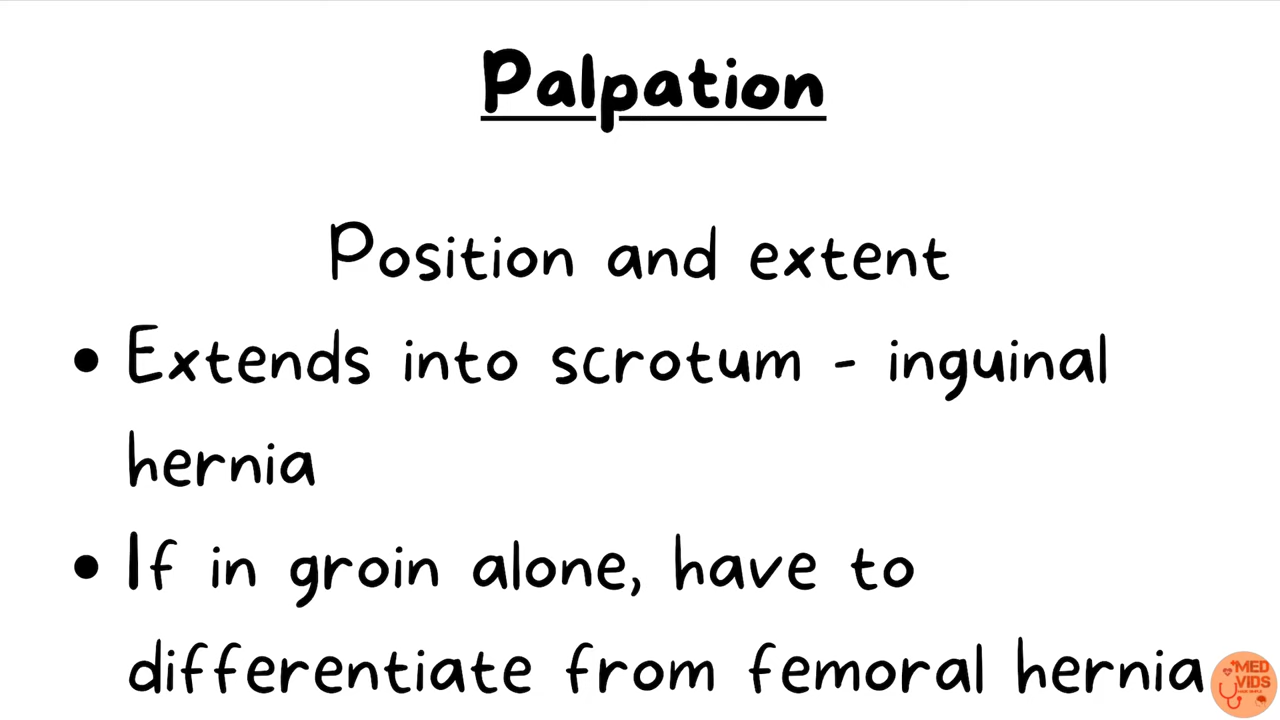 Palpation
Position and extent
• Extends into scrotum - inguinal
hernia
• If in groin alone, have to
differentiate from femoral hernia
MED
VIDS